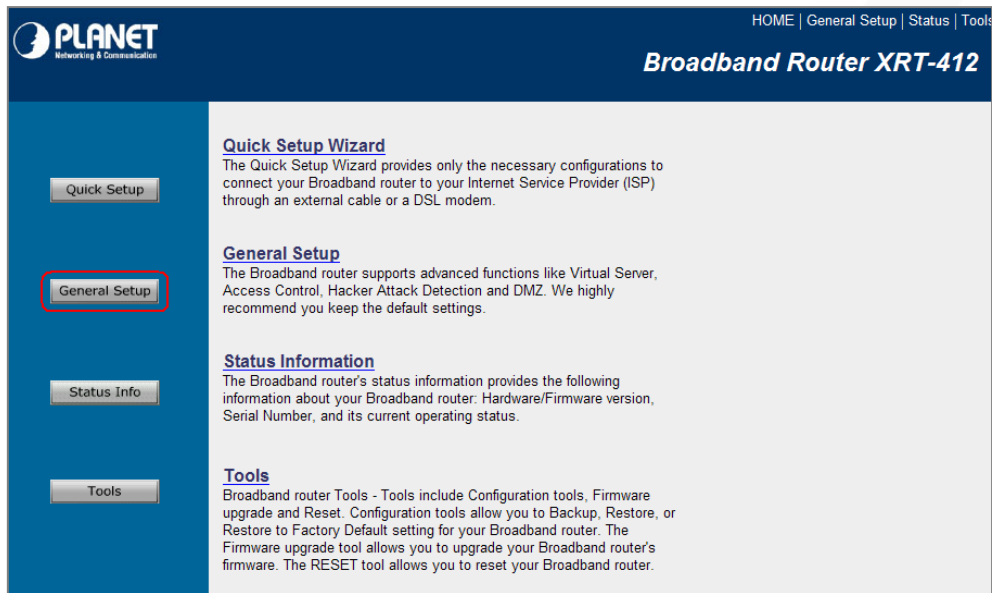 PLANET
Networking & Communication
HOME | General Setup | Status | Tools
Broadband Router XRT-412
Quick Setup
Quick Setup Wizard
The Quick Setup Wizard provides only the necessary configurations to
connect your Broadband router to your Internet Service Provider (ISP)
through an external cable or a DSL modem.
General Setup
General Setup
The Broadband router supports advanced functions like Virtual Server,
Access Control, Hacker Attack Detection and DMZ. We highly
recommend you keep the default settings.
Status Info
Status Information
The Broadband router's status information provides the following
information about your Broadband router: Hardware/Firmware version,
Serial Number, and its current operating status.
Tools
Tools
Broadband router Tools - Tools include Configuration tools, Firmware
upgrade and Reset. Configuration tools allow you to Backup, Restore, or
Restore to Factory Default setting for your Broadband router. The
Firmware upgrade tool allows you to upgrade your Broadband router's
firmware. The RESET tool allows you to reset your Broadband router.